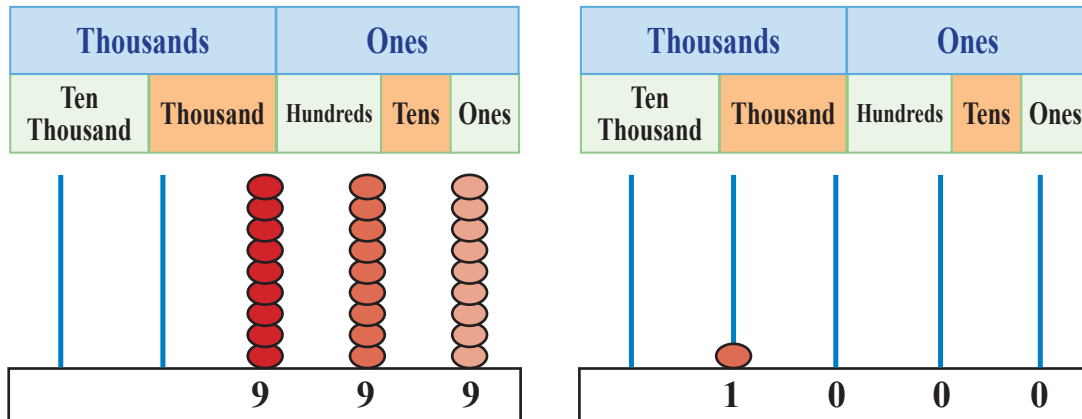 Thousands Ones
Ten Thousand Thousand Hundreds Tens Ones
9 9 9
Thousands Ones
Ten Thousand Thousand Hundreds Tens Ones
1 0 0 0